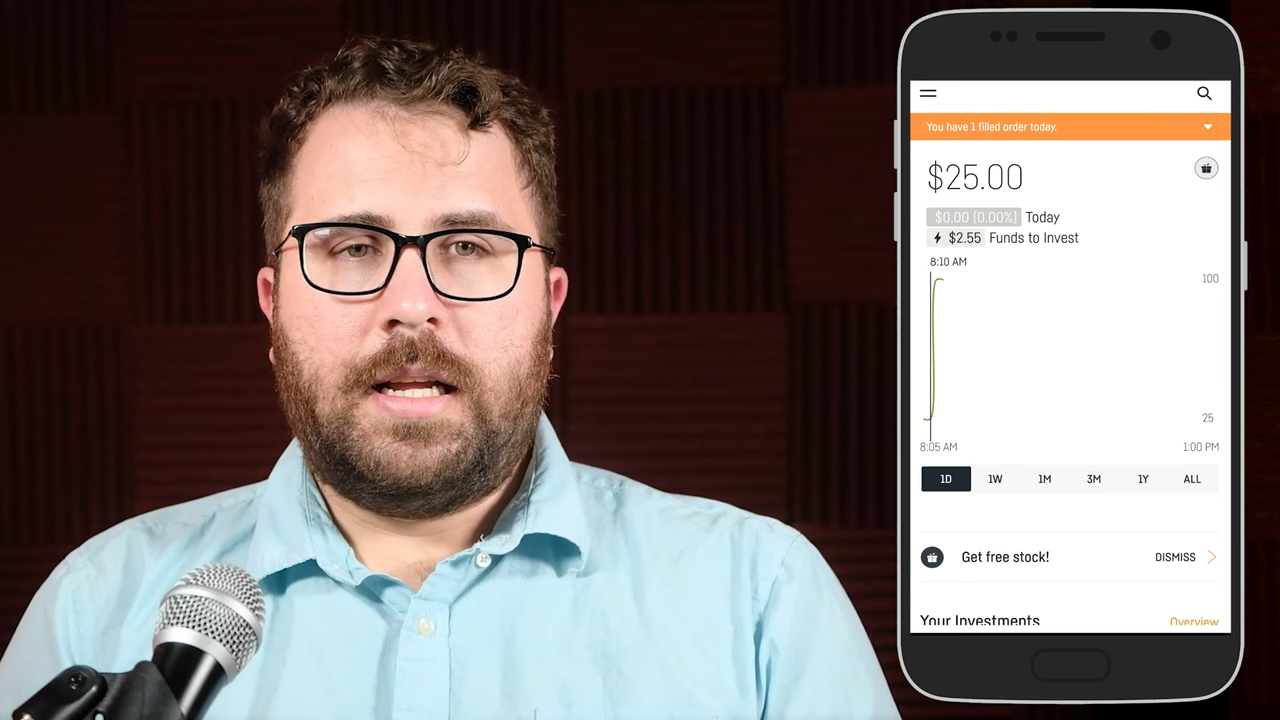 You have 1 filled order today.
$25.00
$0.00 (0.00%) Today
$2.55 Funds to Invest
8:10 AM
100
25
8:05 AM 1:00 PM
1D 1W 1M 3M 1Y ALL
Get free stock! DISMISS
Your Investments Overview